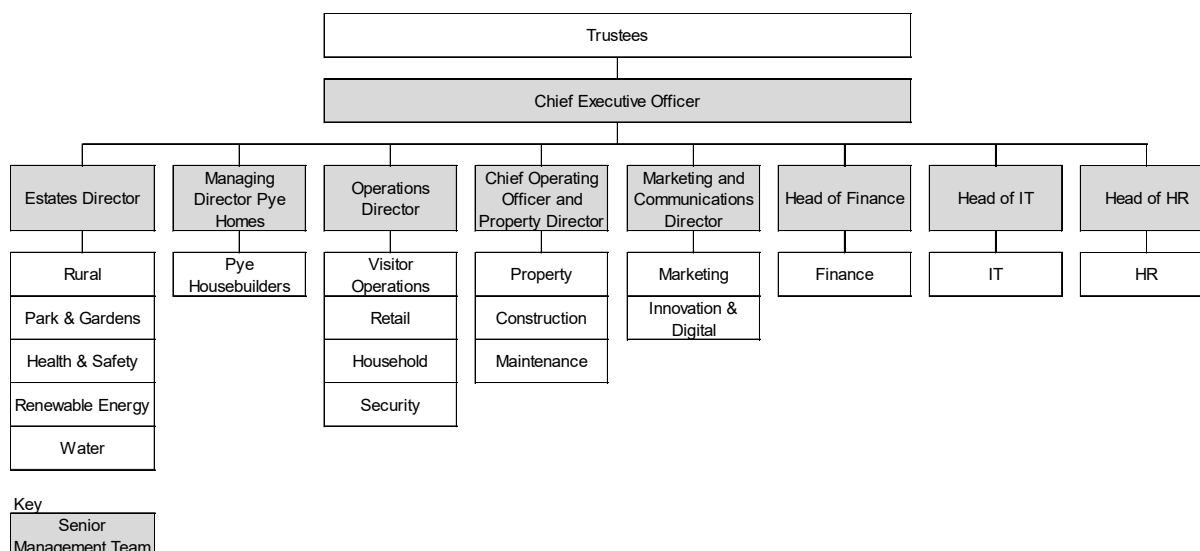 Trustees
Chief Executive Officer
Estates Director
Managing
Director Pye
Homes
Operations
Director
Chief Operating
Officer and
Property Director
Marketing and
Communications
Director
Head of Finance
Head of IT
Head of HR
Rural
Pye
Housebuilders
Visitor
Operations
Property
Marketing
Finance
IT
HR
Park & Gardens
Retail
Construction
Innovation &
Digital
Health & Safety
Household
Maintenance
Renewable Energy
Security
Water
Key
Senior
Management Team